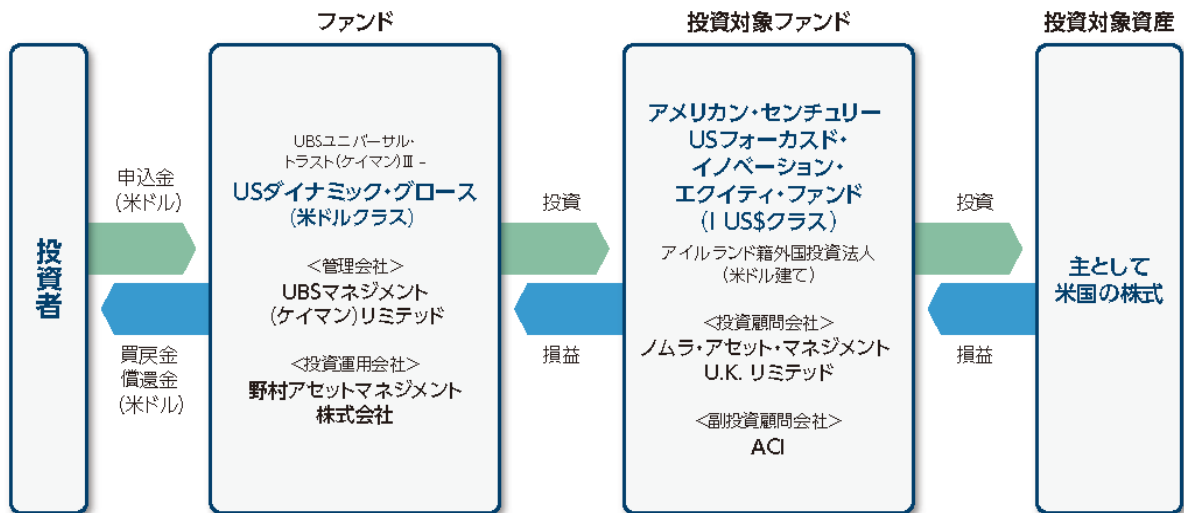 ファンド
投資対象ファンド
投資対象資産
投資者
申込金
(米ドル)
買戻金
償還金
(米ドル)
UBSユニバーサル・
トラスト(ケイマン)Ⅲ -
USダイナミック・グロース
(米ドルクラス)
<管理会社>
UBSマネジメント
(ケイマン)リミテッド
<投資運用会社>
野村アセットマネジメント
株式会社
投資
損益
アメリカン・センチュリー
USフォーカスド・
イノベーション・
エクイティ・ファンド
(I US$クラス)
アイルランド籍外国投資法人
(米ドル建て)
<投資顧問会社>
ノムラ・アセット・マネジメント
U.K. リミテッド
<副投資顧問会社>
ACI
投資
損益
主として
米国の株式